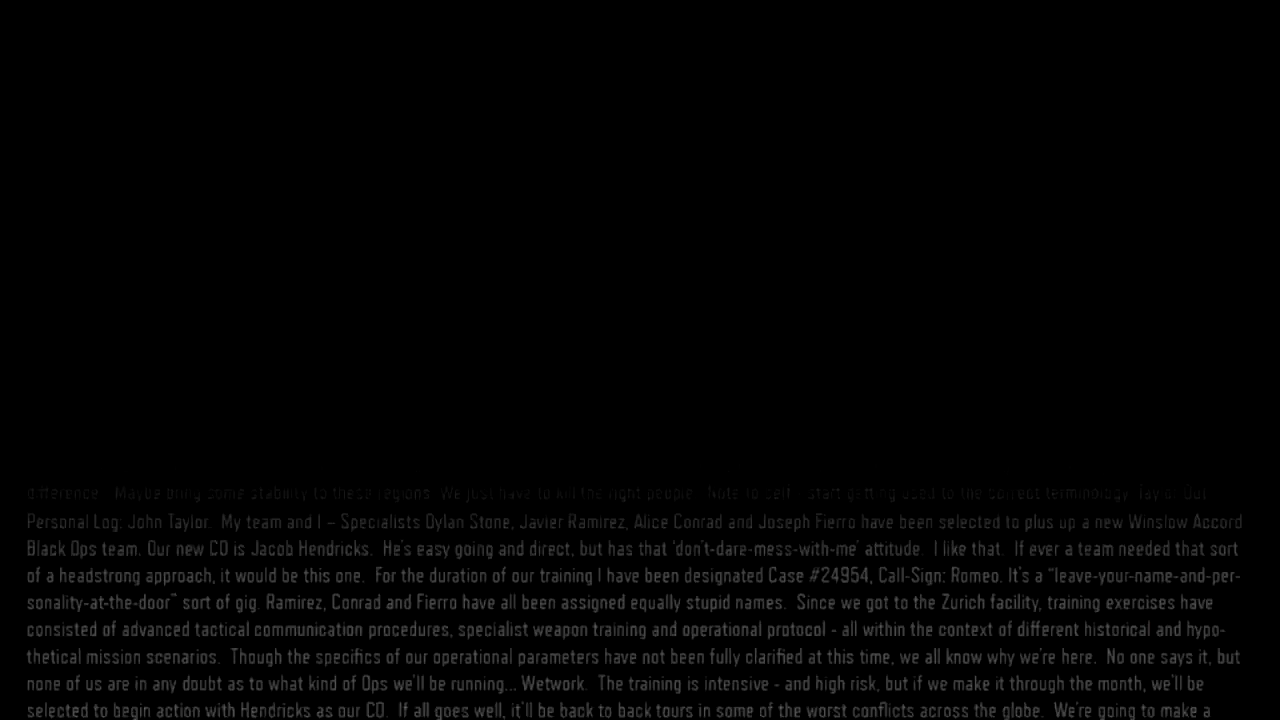 difference. Maybe bring some stability to these regions. We just have to kill the right people. Note to self - start getting used to the correct terminology. Taylor Out.
Personal Log: John Taylor. My team and I – Specialists Dylan Stone, Javier Ramirez, Alice Conrad and Joseph Fierro have been selected to plus up a new Winslow Accord
Black Ops team. Our new CO is Jacob Hendricks. He's easy going and direct, but has that 'don't-dare-mess-with-me' attitude. I like that. If ever a team needed that sort
of a headstrong approach, it would be this one. For the duration of our training I have been designated Case #24954, Call-Sign: Romeo. It's a "leave-your-name-and-per-
sonality-at-the-door" sort of gig. Ramirez, Conrad and Fierro have all been assigned equally stupid names. Since we got to the Zurich facility, training exercises have
consisted of advanced tactical communication procedures, specialist weapon training and operational protocol - all within the context of different historical and hypo-
thetical mission scenarios. Though the specifics of our operational parameters have not been fully clarified at this time, we all know why we're here. No one says it, but
none of us are in any doubt as to what kind of Ops we'll be running... Wetwork. The training is intensive - and high risk, but if we make it through the month, we'll be
selected to begin action with Hendricks as our CO. If all goes well, it'll be back to back tours in some of the worst conflicts across the globe. We're going to make a